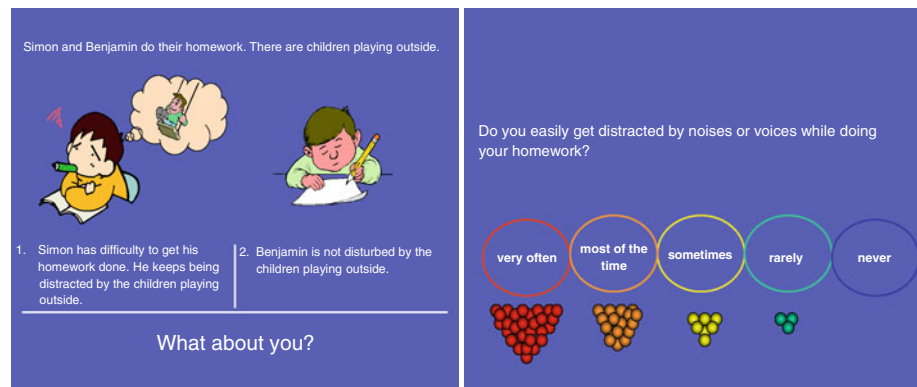 Simon and Benjamin do their homework. There are children playing outside.
1. Simon has difficulty to get his
homework done. He keeps being
distracted by the children playing
outside.
2. Benjamin is not disturbed by the
children playing outside.
What about you?
Do you easily get distracted by noises or voices while doing
your homework?
very often
most of the
time
sometimes
rarely
never